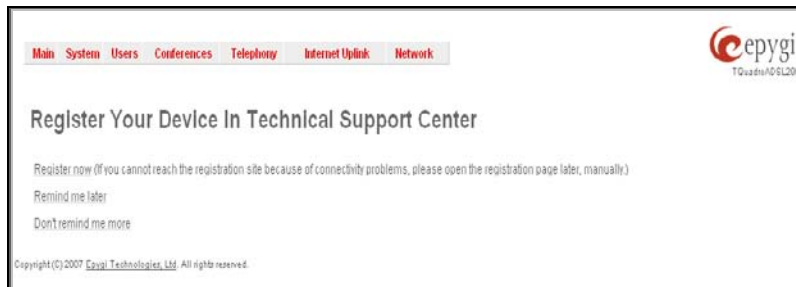 Main System Users Conferences Telephony Internet Uplink Network
epygi
Register Your Device in Technical Support Center
Register now (If you cannot reach the registration site because of connectivity problems, please open the registration page later, manually.)
Remind me later
Don't remind me more
Copyright (C) 2007 Epygi Technologies, Ltd. All rights reserved.